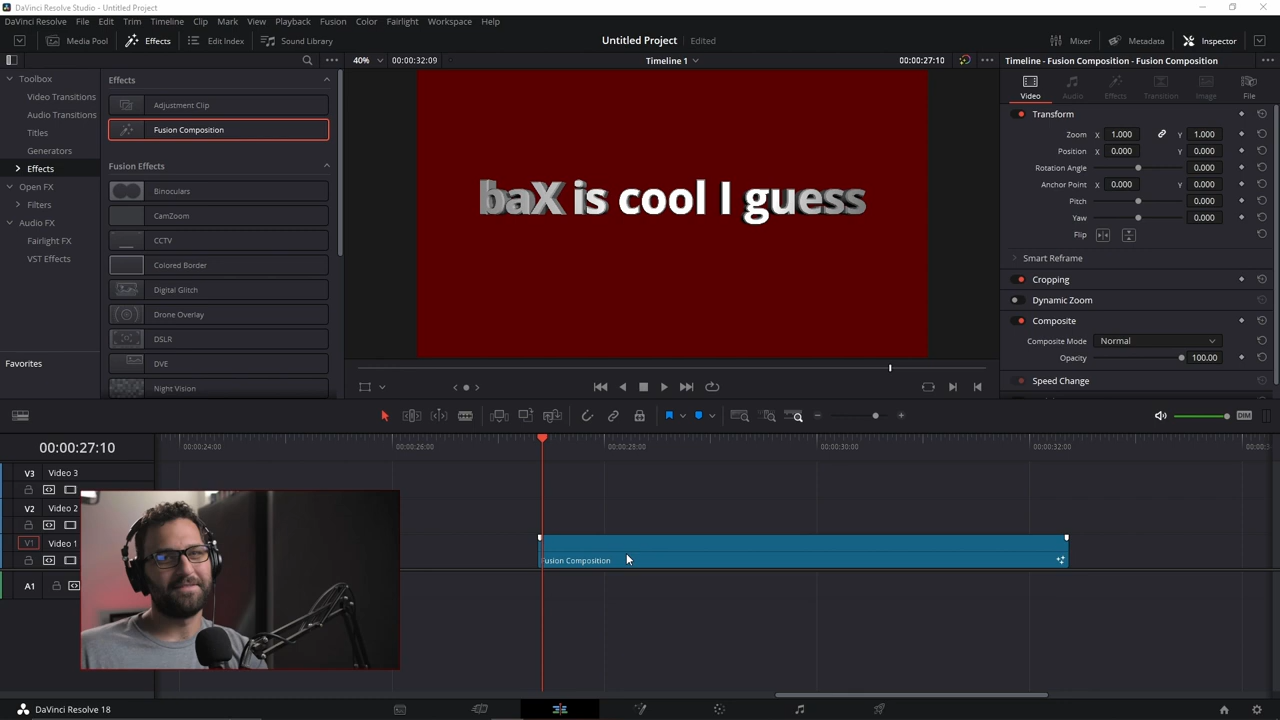 DaVinci Resolve Studio - Untitled Project
DaVinci Resolve File Edit Trim Timeline Clip Mark View Playback Fusion Color Fairlight Workspace Help
Media Pool Effects Edit Index Sound Library Untitled Project Edited Mixer Metadata Inspector
40% 00:00:32:09 Timeline 1 00:00:27:10 Timeline - Fusion Composition - Fusion Composition
Toolbox
Video Transitions
Audio Transitions
Titles
Generators
Effects
Open FX
Filters
Audio FX
Fairlight FX
VST Effects
Favorites
Effects
Adjustment Clip
Fusion Composition
Fusion Effects
Binoculars
CamZoom
CCTV
Colored Border
Digital Glitch
Drone Overlay
DSLR
DVE
Night Vision
baX is cool I guess
Video Audio Effects Transition Image File
Transform
Zoom X 1.000 Y 1.000
Position X 0.000 Y 0.000
Rotation Angle 0.000
Anchor Point X 0.000 Y 0.000
Pitch 0.000
Yaw 0.000
Flip
Smart Reframe
Cropping
Dynamic Zoom
Composite
Composite Mode Normal
Opacity 100.00
Speed Change
DIM
00:00:27:10
00:00:24:00 00:00:26:00 00:00:28:00 00:00:30:00 00:00:32:00
V3 Video 3
V2 Video 2
V1 Video 1
Fusion Composition
A1
DaVinci Resolve 18